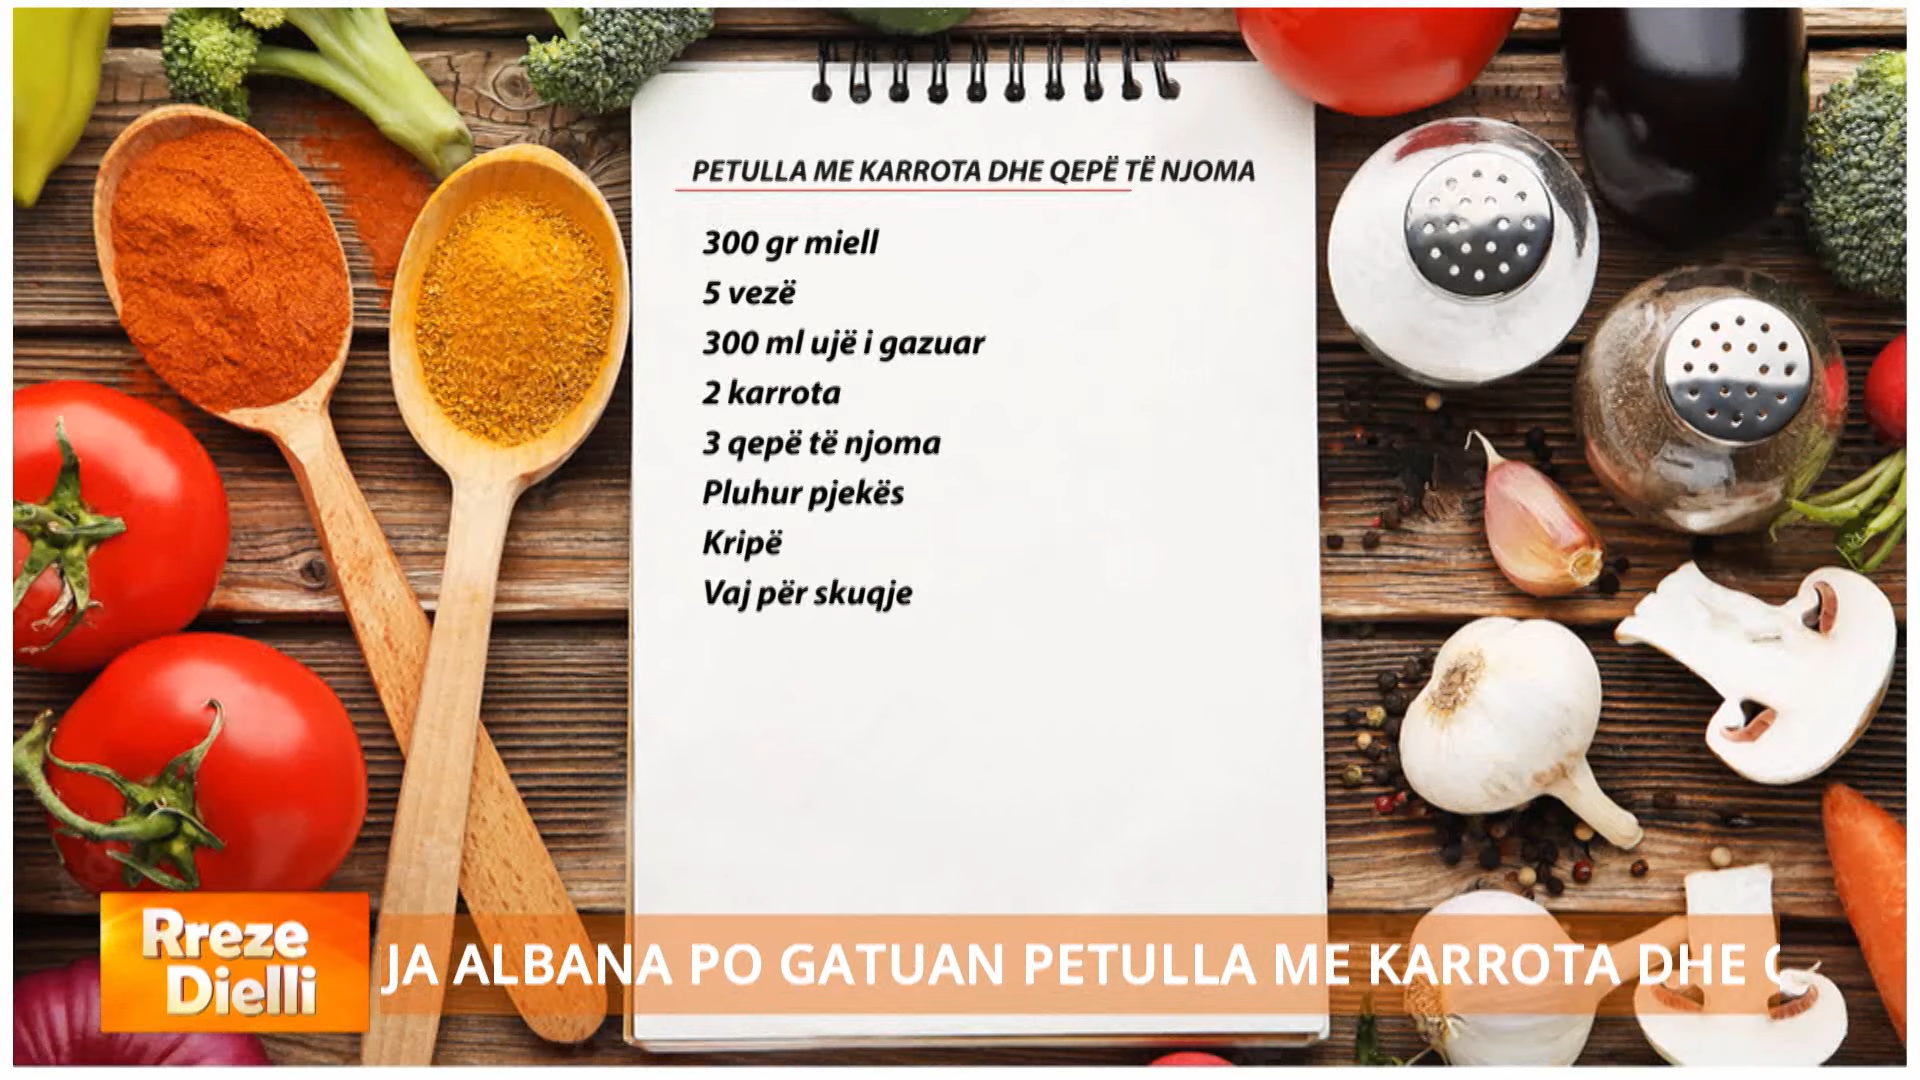 PETULLA ME KARROTA DHE QEPË TË NJOMA
300 gr miell
5 vezë
300 ml ujë i gazuar
2 karrota
3 qepë të njoma
Pluhur pjekës
Kripë
Vaj për skuqje
Rreze
Dielli
JA ALBANA PO GATUAN PETULLA ME KARROTA DHE